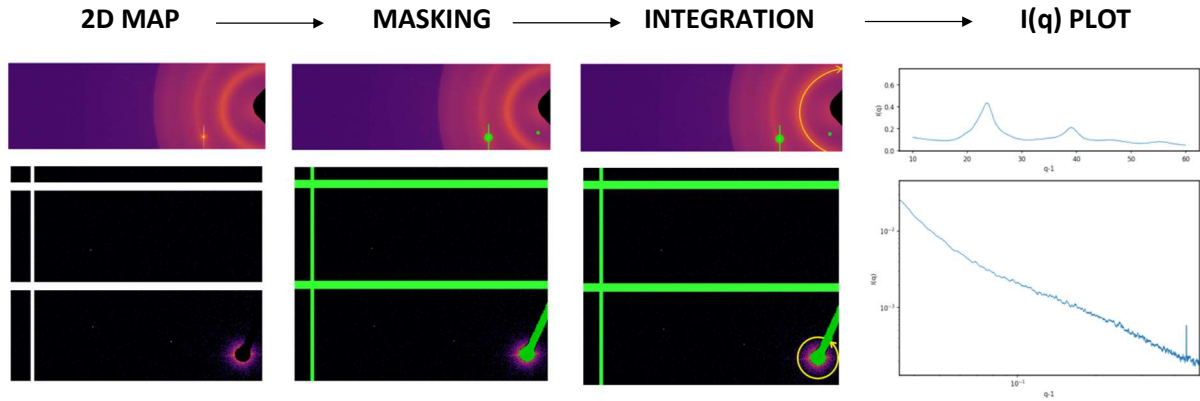 2D MAP MASKING INTEGRATION I(q) PLOT
0.6
0.4
0.2
0.0
I(q)
10 20 30 40 50 60
q-1
10⁻²
10⁻³
I(q)
10⁻¹
q-1